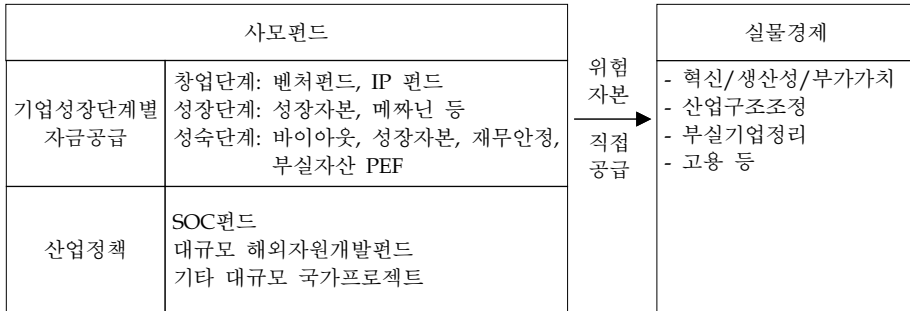 사모펀드
기업성장단계별
자금공급
창업단계: 벤처펀드, IP 펀드
성장단계: 성장자본, 메짜닌 등
성숙단계: 바이아웃, 성장자본, 재무안정,
부실자산 PEF
산업정책
SOC펀드
대규모 해외자원개발펀드
기타 대규모 국가프로젝트
위험
자본
직접
공급
실물경제
- 혁신/생산성/부가가치
- 산업구조조정
- 부실기업정리
- 고용 등